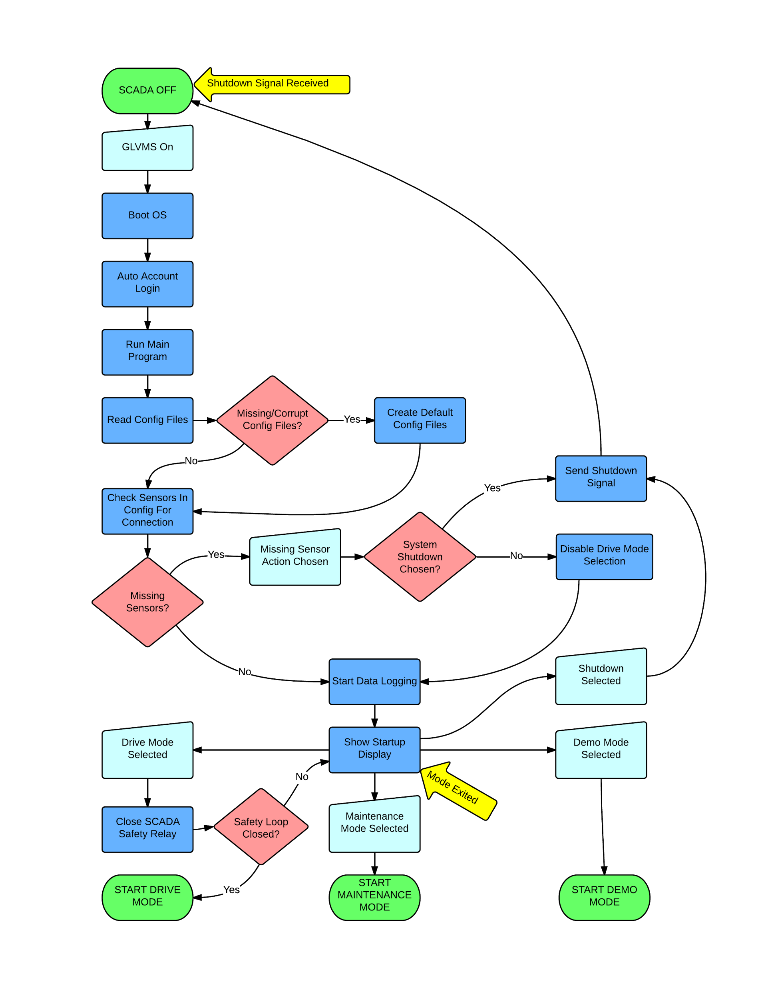 SCADA OFF
Shutdown Signal Received
GLVMS On
Boot OS
Auto Account
Login
Run Main
Program
Read Config Files
Missing/Corrupt
Config Files?
Yes
Create Default
Config Files
No
Send Shutdown
Signal
Check Sensors In
Config For
Connection
Yes
Missing Sensor
Action Chosen
System
Shutdown
Chosen?
Yes
No
Disable Drive Mode
Selection
Missing
Sensors?
No
Start Data Logging
Shutdown
Selected
Drive Mode
Selected
Show Startup
Display
Demo Mode
Selected
No
Mode Exited
Close SCADA
Safety Relay
Safety Loop
Closed?
Maintenance
Mode Selected
Yes
START DRIVE
MODE
START
MAINTENANCE
MODE
START DEMO
MODE